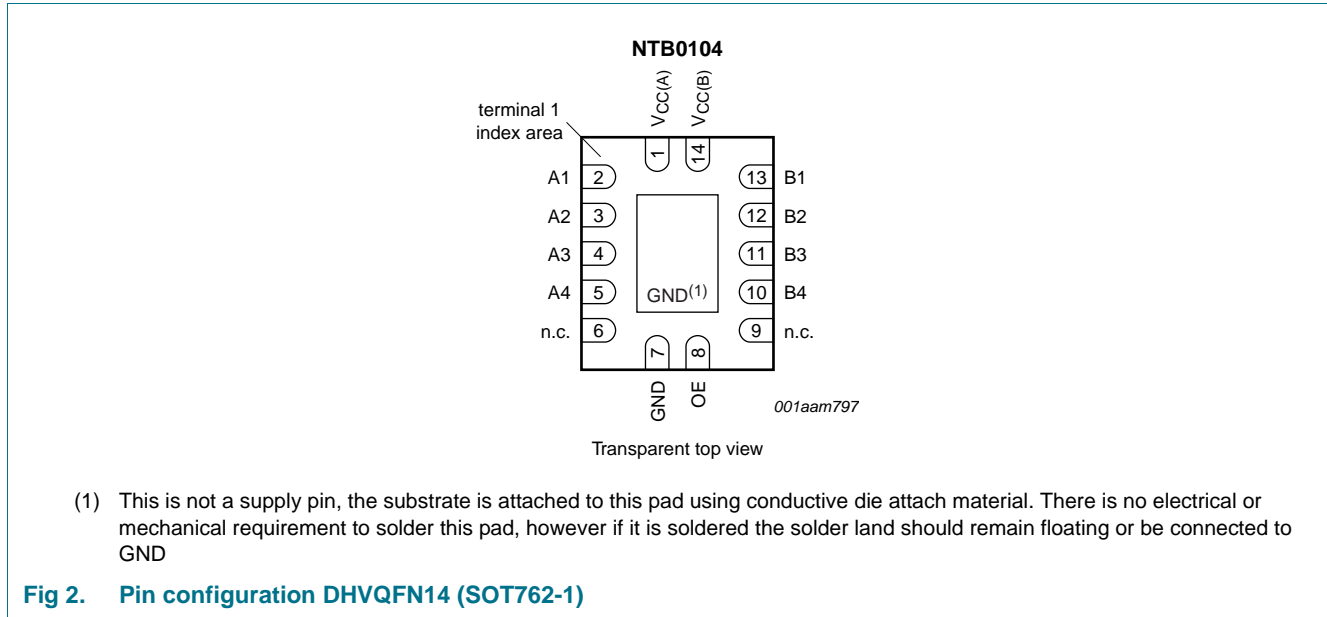 NTB0104
VCC(A)
VCC(B)
terminal 1
index area
1
14
A1 2 13 B1
A2 3 12 B2
A3 4 11 B3
A4 5 GND(1) 10 B4
n.c. 6 9 n.c.
7 8
GND OE
001aam797
Transparent top view
(1) This is not a supply pin, the substrate is attached to this pad using conductive die attach material. There is no electrical or
mechanical requirement to solder this pad, however if it is soldered the solder land should remain floating or be connected to
GND
Fig 2. Pin configuration DHVQFN14 (SOT762-1)